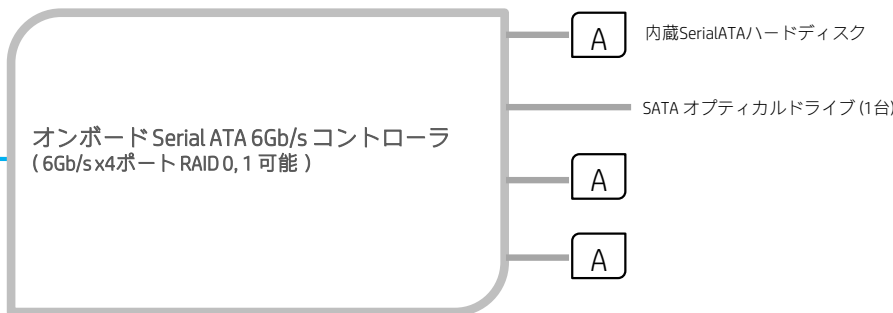 A 内蔵SerialATAハードディスク
SATA オプティカルドライブ (1台)
オンボード Serial ATA 6Gb/s コントローラ
( 6Gb/s x4ポート RAID 0, 1 可能 )
A
A